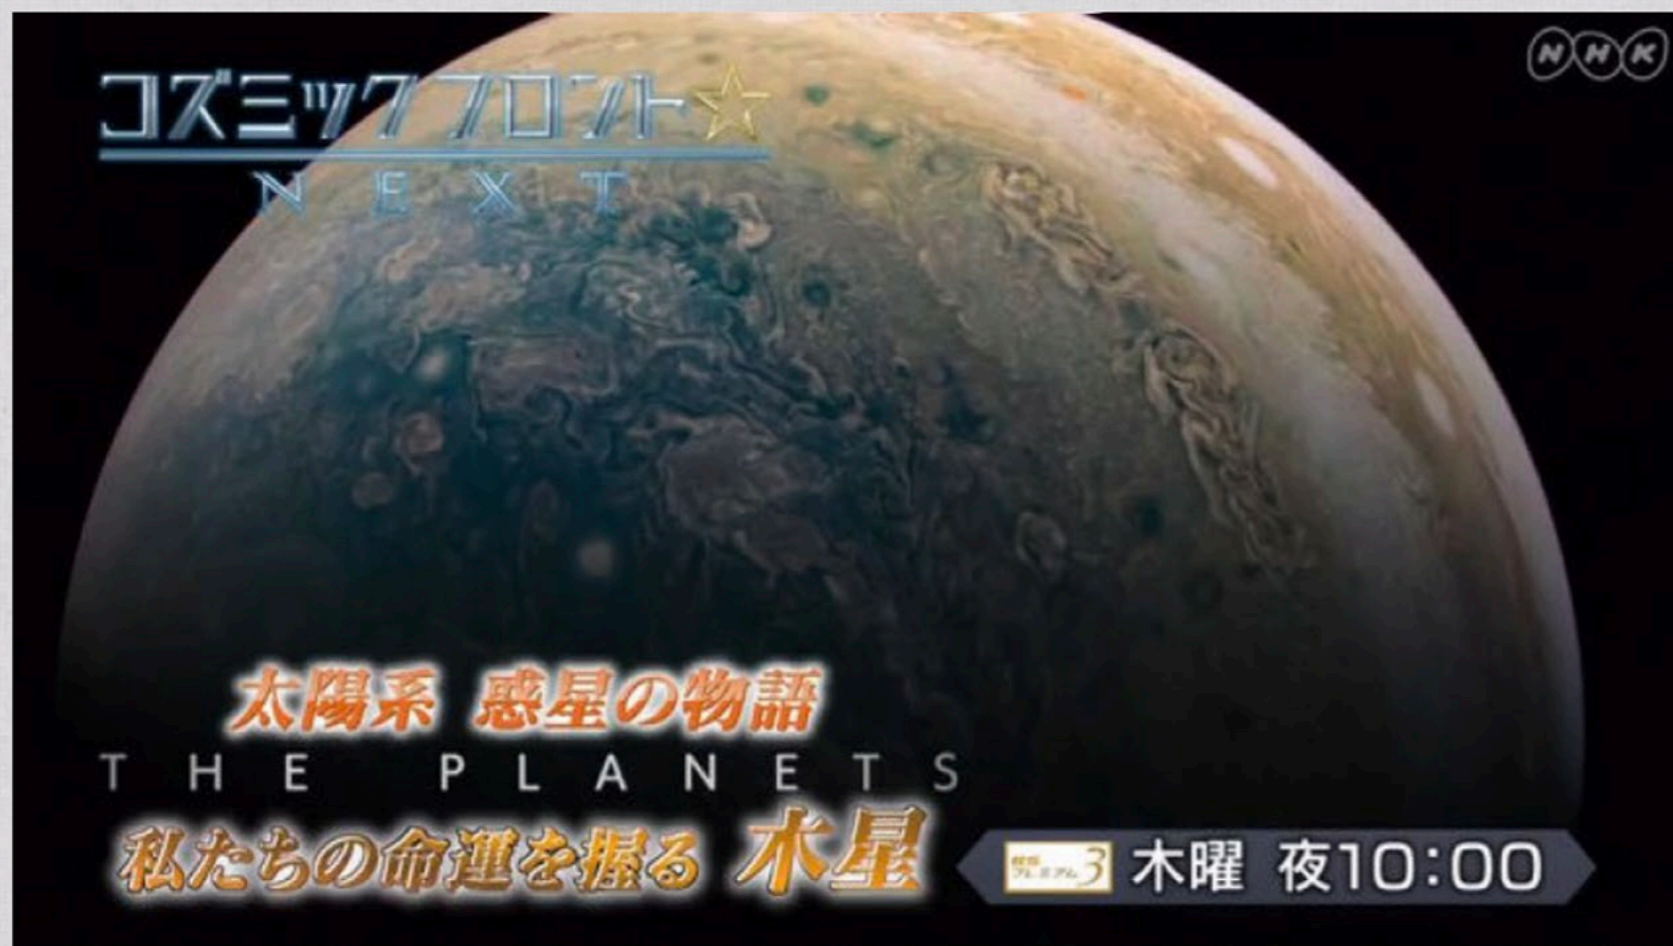 コズミックフロント☆
NEXT
NHK
太陽系 惑星の物語
THE PLANETS
私たちの命運を握る 木星
プレミアム3 木曜 夜10:00